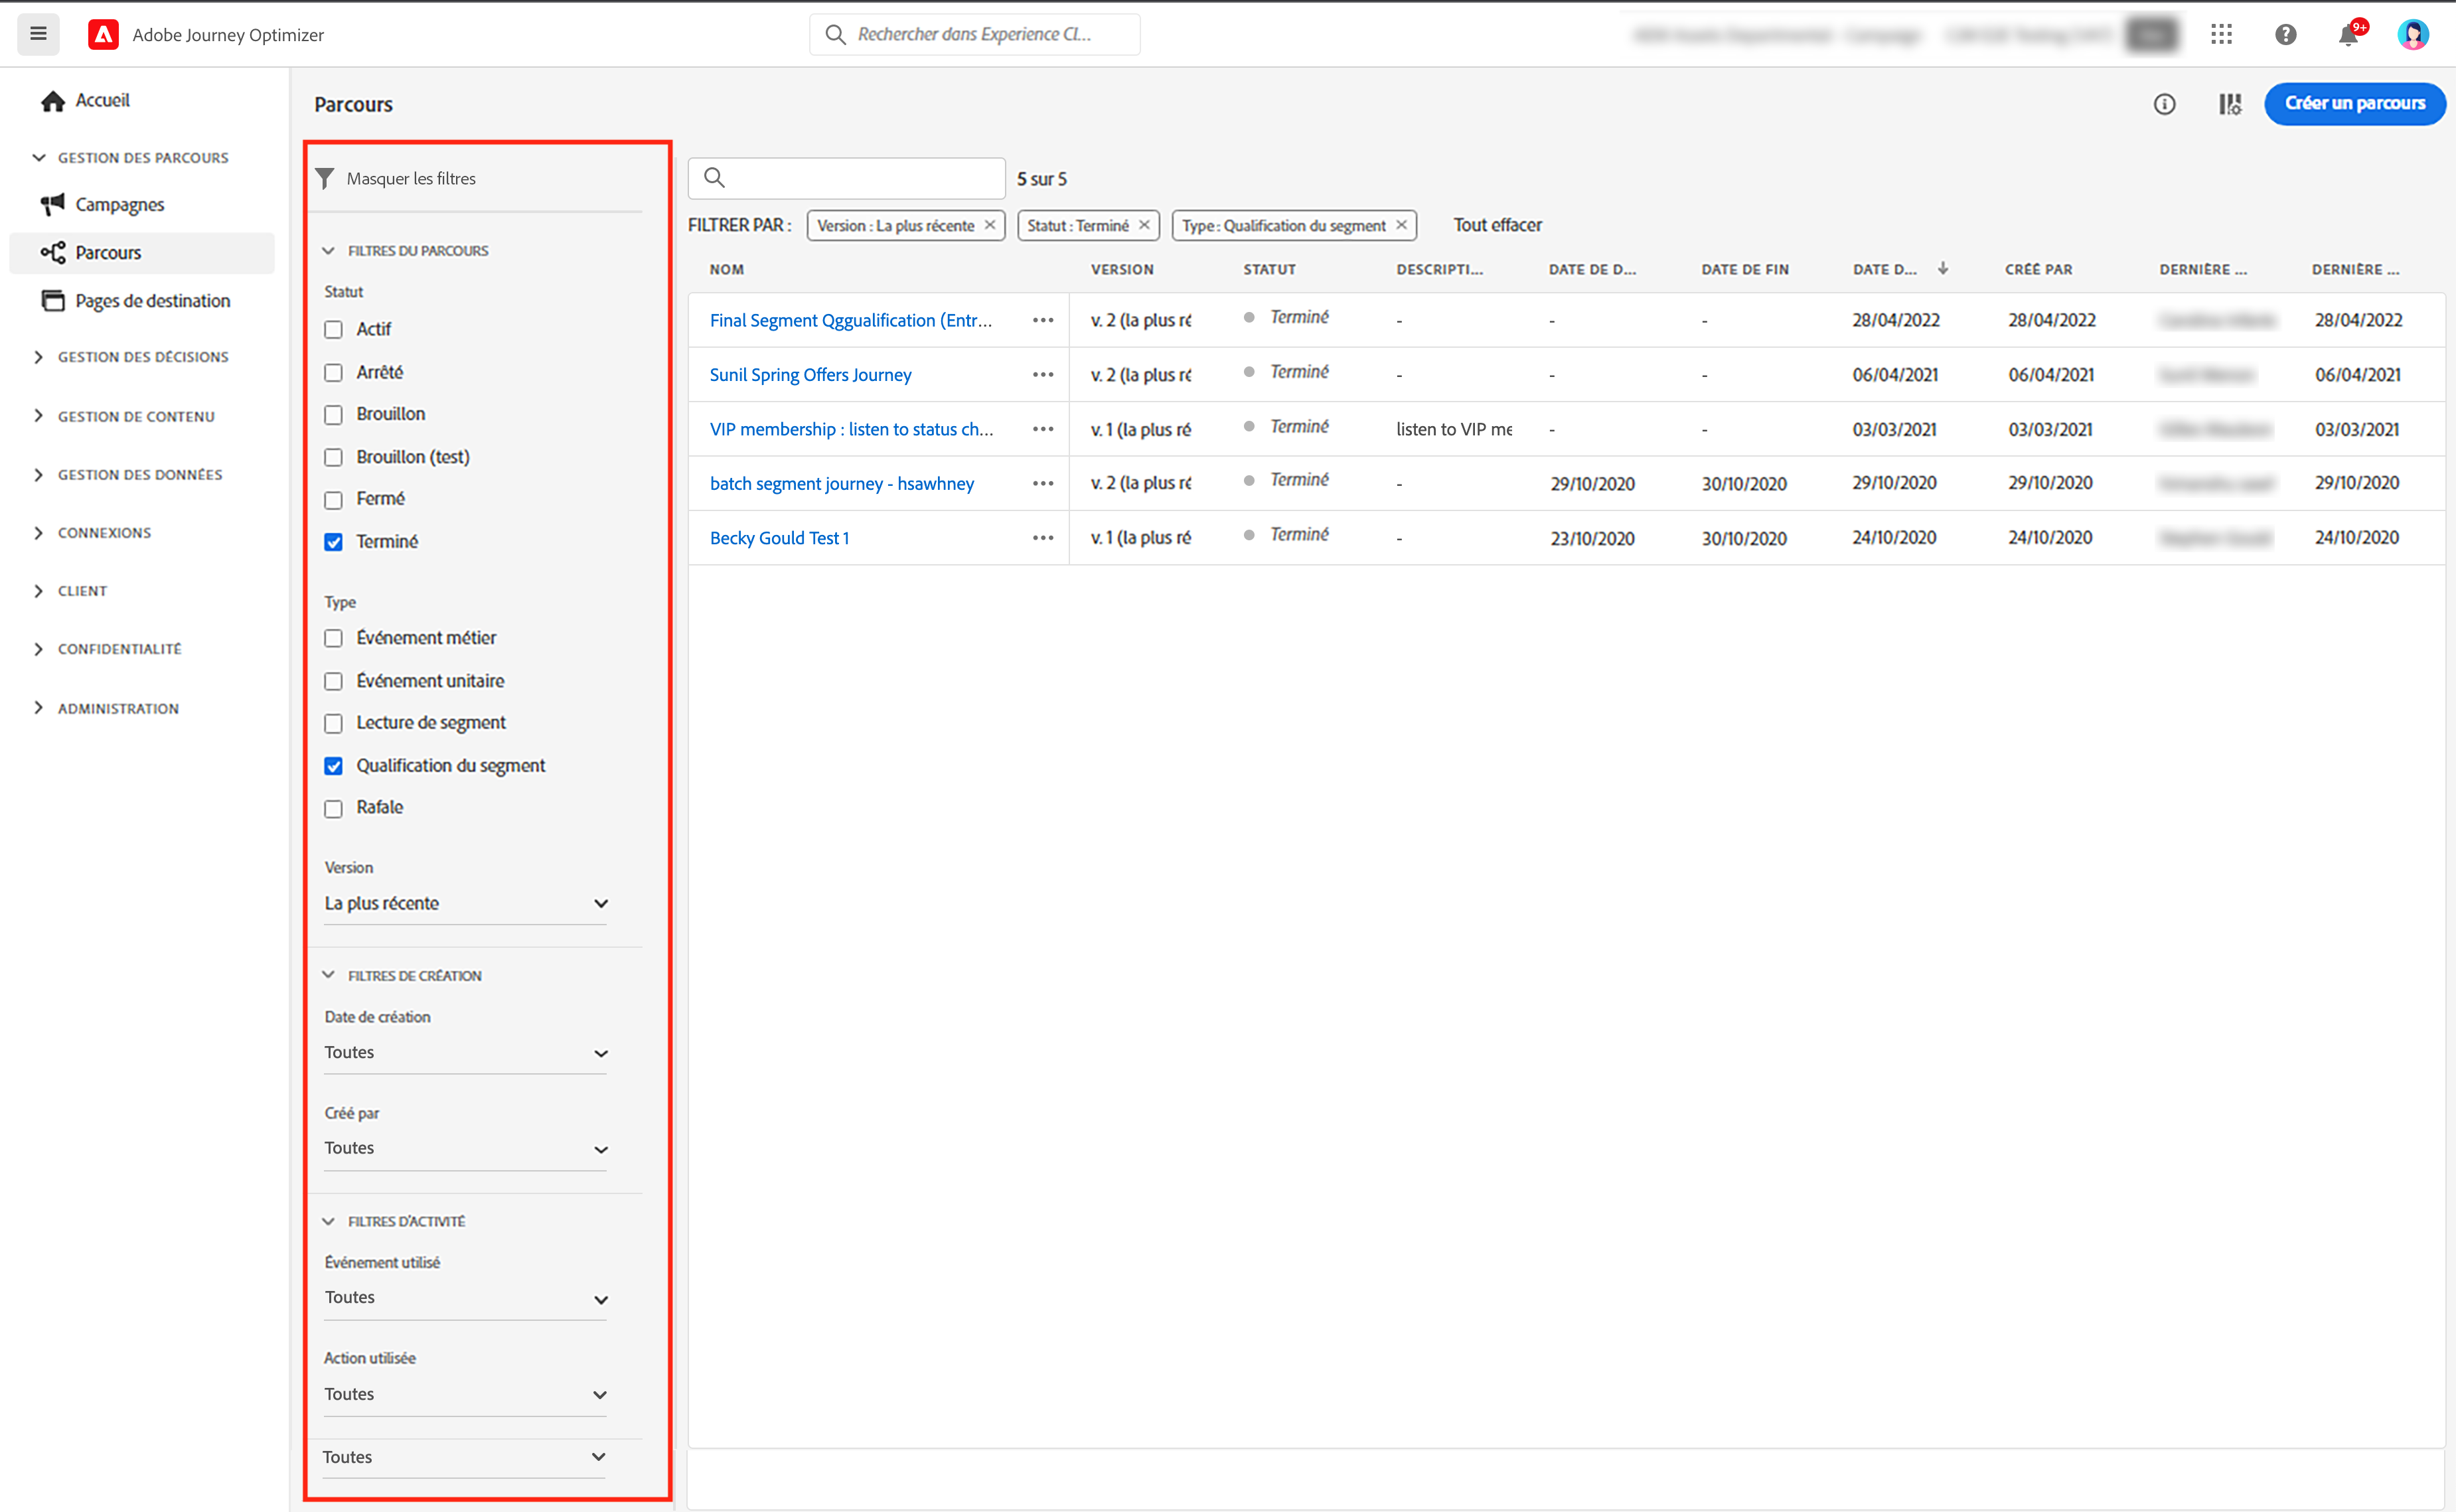 Adobe Journey Optimizer
Rechercher dans Experience Cl...
9+
Accueil
GESTION DES PARCOURS
Campagnes
Parcours
Pages de destination
GESTION DES DÉCISIONS
GESTION DE CONTENU
GESTION DES DONNÉES
CONNEXIONS
CLIENT
CONFIDENTIALITÉ
ADMINISTRATION
Parcours
Créer un parcours
Masquer les filtres
FILTRES DU PARCOURS
Statut
Actif
Arrêté
Brouillon
Brouillon (test)
Fermé
Terminé
Type
Événement métier
Événement unitaire
Lecture de segment
Qualification du segment
Rafale
Version
La plus récente
FILTRES DE CRÉATION
Date de création
Toutes
Créé par
Toutes
FILTRES D'ACTIVITÉ
Événement utilisé
Toutes
Action utilisée
Toutes
Toutes
5 sur 5
FILTRER PAR : Version : La plus récente Statut : Terminé Type : Qualification du segment Tout effacer
NOM VERSION STATUT DESCRIPTI... DATE DE D... DATE DE FIN DATE D... CRÉÉ PAR DERNIÈRE ... DERNIÈRE ...
Final Segment Qggualification (Entr... v. 2 (la plus ré Terminé - - - 28/04/2022 28/04/2022 28/04/2022
Sunil Spring Offers Journey v. 2 (la plus ré Terminé - - - 06/04/2021 06/04/2021 06/04/2021
VIP membership : listen to status ch... v. 1 (la plus ré Terminé listen to VIP me - - 03/03/2021 03/03/2021 03/03/2021
batch segment journey - hsawhney v. 2 (la plus ré Terminé - 29/10/2020 30/10/2020 29/10/2020 29/10/2020 29/10/2020
Becky Gould Test 1 v. 1 (la plus ré Terminé - 23/10/2020 30/10/2020 24/10/2020 24/10/2020 24/10/2020